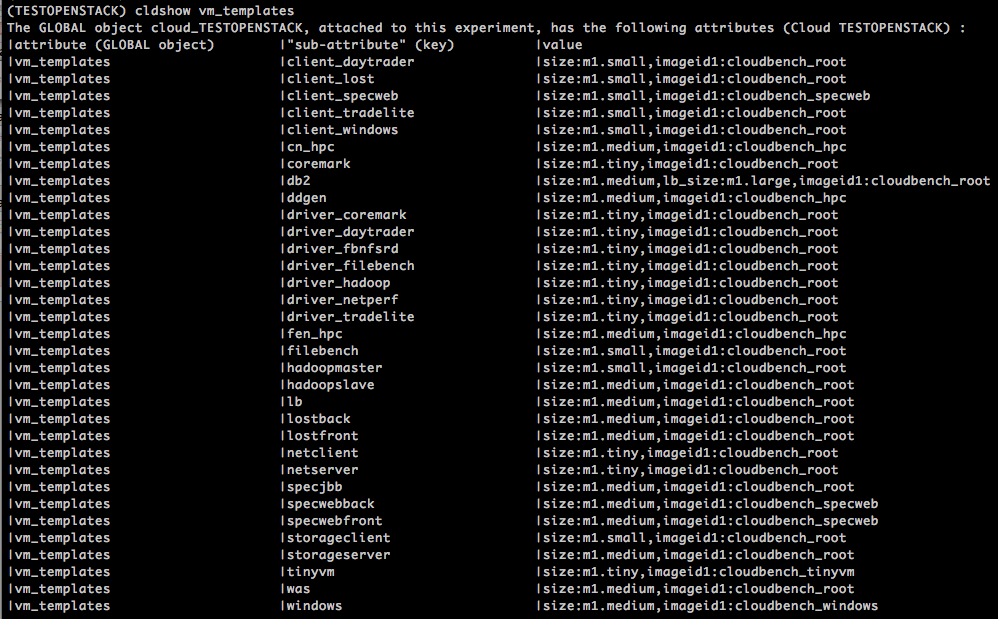 (TESTOPENSTACK) cldshow vm_templates
The GLOBAL object cloud_TESTOPENSTACK, attached to this experiment, has the following attributes (Cloud TESTOPENSTACK) :
|attribute (GLOBAL object) |"sub-attribute" (key) |value
|vm_templates |client_daytrader |size:m1.small,imageid1:cloudbench_root
|vm_templates |client_lost |size:m1.small,imageid1:cloudbench_root
|vm_templates |client_specweb |size:m1.small,imageid1:cloudbench_specweb
|vm_templates |client_tradelite |size:m1.small,imageid1:cloudbench_root
|vm_templates |client_windows |size:m1.small,imageid1:cloudbench_root
|vm_templates |cn_hpc |size:m1.medium,imageid1:cloudbench_hpc
|vm_templates |coremark |size:m1.tiny,imageid1:cloudbench_root
|vm_templates |db2 |size:m1.medium,lb_size:m1.large,imageid1:cloudbench_root
|vm_templates |ddgen |size:m1.medium,imageid1:cloudbench_hpc
|vm_templates |driver_coremark |size:m1.tiny,imageid1:cloudbench_root
|vm_templates |driver_daytrader |size:m1.tiny,imageid1:cloudbench_root
|vm_templates |driver_fbnfsrd |size:m1.tiny,imageid1:cloudbench_root
|vm_templates |driver_filebench |size:m1.tiny,imageid1:cloudbench_root
|vm_templates |driver_hadoop |size:m1.tiny,imageid1:cloudbench_root
|vm_templates |driver_netperf |size:m1.tiny,imageid1:cloudbench_root
|vm_templates |driver_tradelite |size:m1.tiny,imageid1:cloudbench_root
|vm_templates |fen_hpc |size:m1.medium,imageid1:cloudbench_hpc
|vm_templates |filebench |size:m1.small,imageid1:cloudbench_root
|vm_templates |hadoopmaster |size:m1.small,imageid1:cloudbench_root
|vm_templates |hadoopslave |size:m1.medium,imageid1:cloudbench_root
|vm_templates |lb |size:m1.medium,imageid1:cloudbench_root
|vm_templates |lostback |size:m1.medium,imageid1:cloudbench_root
|vm_templates |lostfront |size:m1.medium,imageid1:cloudbench_root
|vm_templates |netclient |size:m1.tiny,imageid1:cloudbench_root
|vm_templates |netserver |size:m1.tiny,imageid1:cloudbench_root
|vm_templates |specjbb |size:m1.medium,imageid1:cloudbench_root
|vm_templates |specwebback |size:m1.medium,imageid1:cloudbench_specweb
|vm_templates |specwebfront |size:m1.medium,imageid1:cloudbench_specweb
|vm_templates |storageclient |size:m1.small,imageid1:cloudbench_root
|vm_templates |storageserver |size:m1.medium,imageid1:cloudbench_root
|vm_templates |tinyvm |size:m1.tiny,imageid1:cloudbench_tinyvm
|vm_templates |was |size:m1.medium,imageid1:cloudbench_root
|vm_templates |windows |size:m1.medium,imageid1:cloudbench_windows